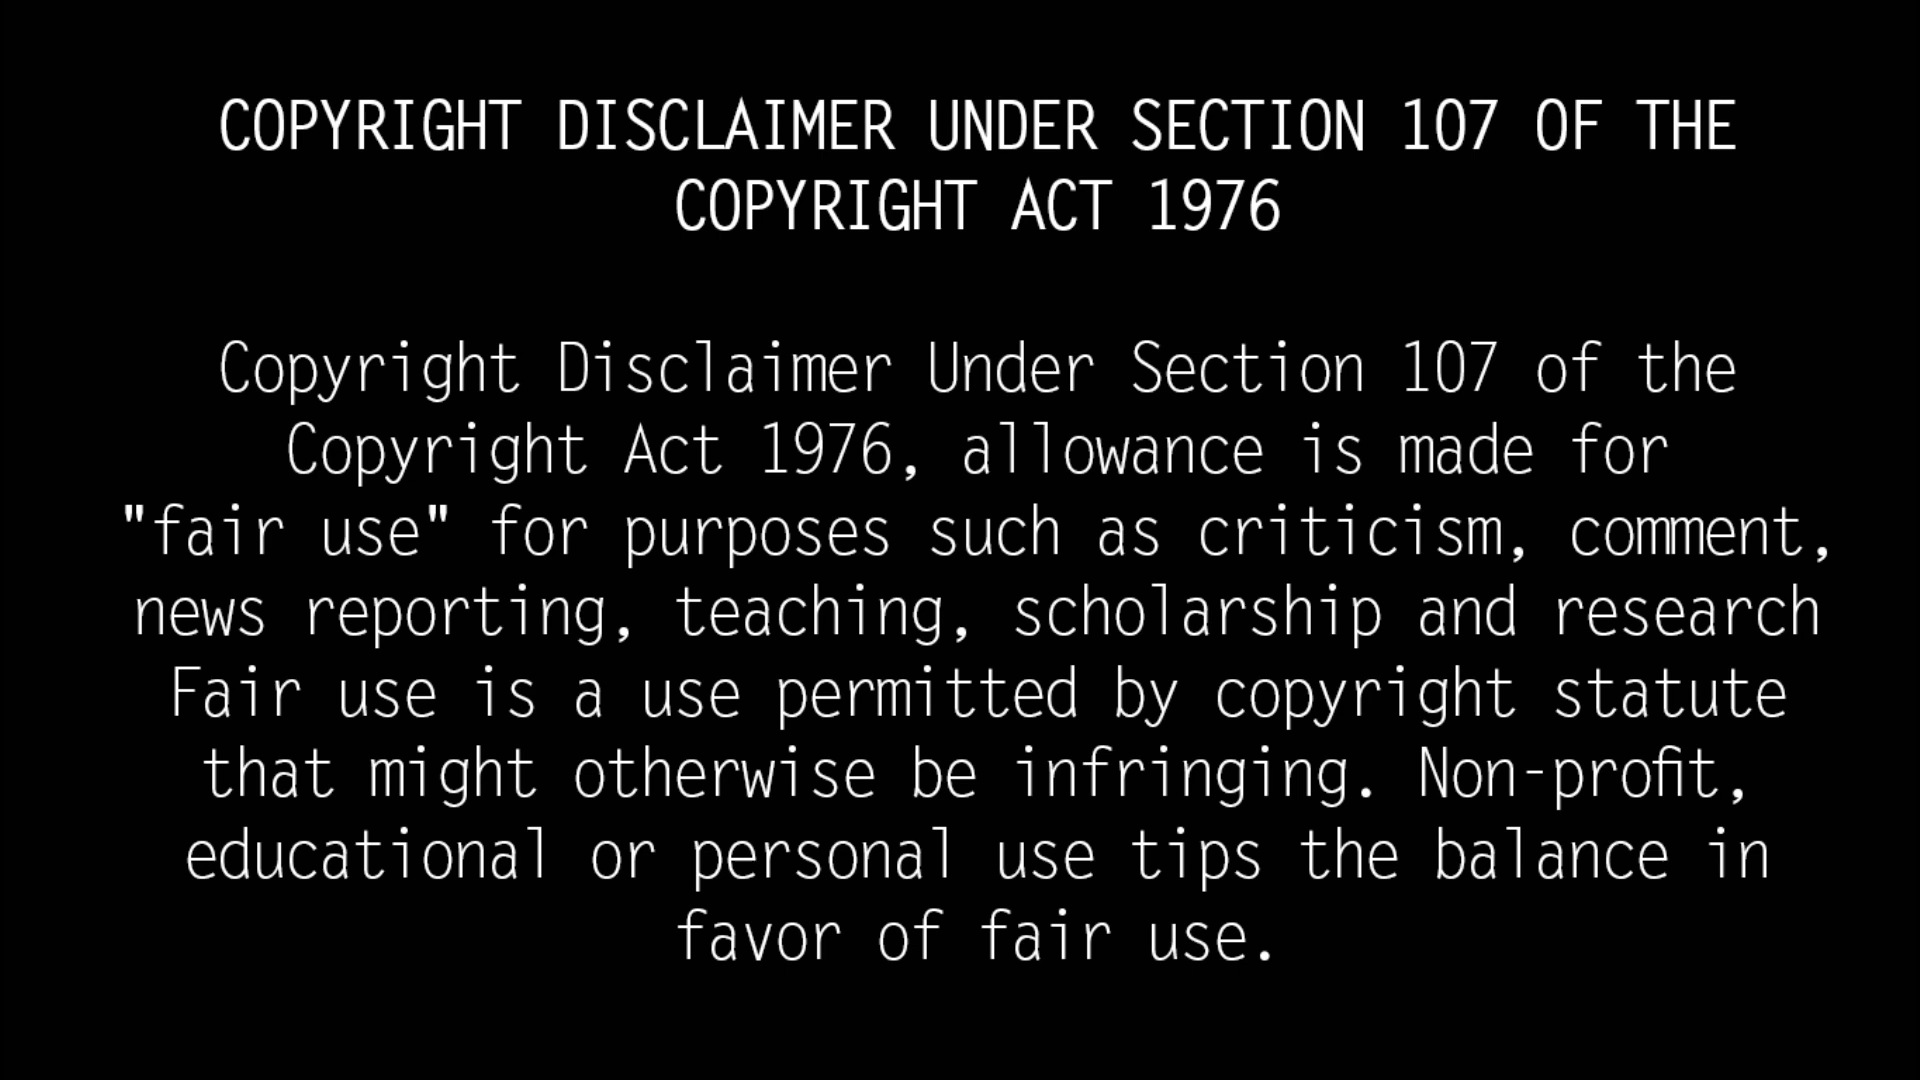 COPYRIGHT DISCLAIMER UNDER SECTION 107 OF THE
COPYRIGHT ACT 1976
Copyright Disclaimer Under Section 107 of the
Copyright Act 1976, allowance is made for
"fair use" for purposes such as criticism, comment,
news reporting, teaching, scholarship and research
Fair use is a use permitted by copyright statute
that might otherwise be infringing. Non-profit,
educational or personal use tips the balance in
favor of fair use.